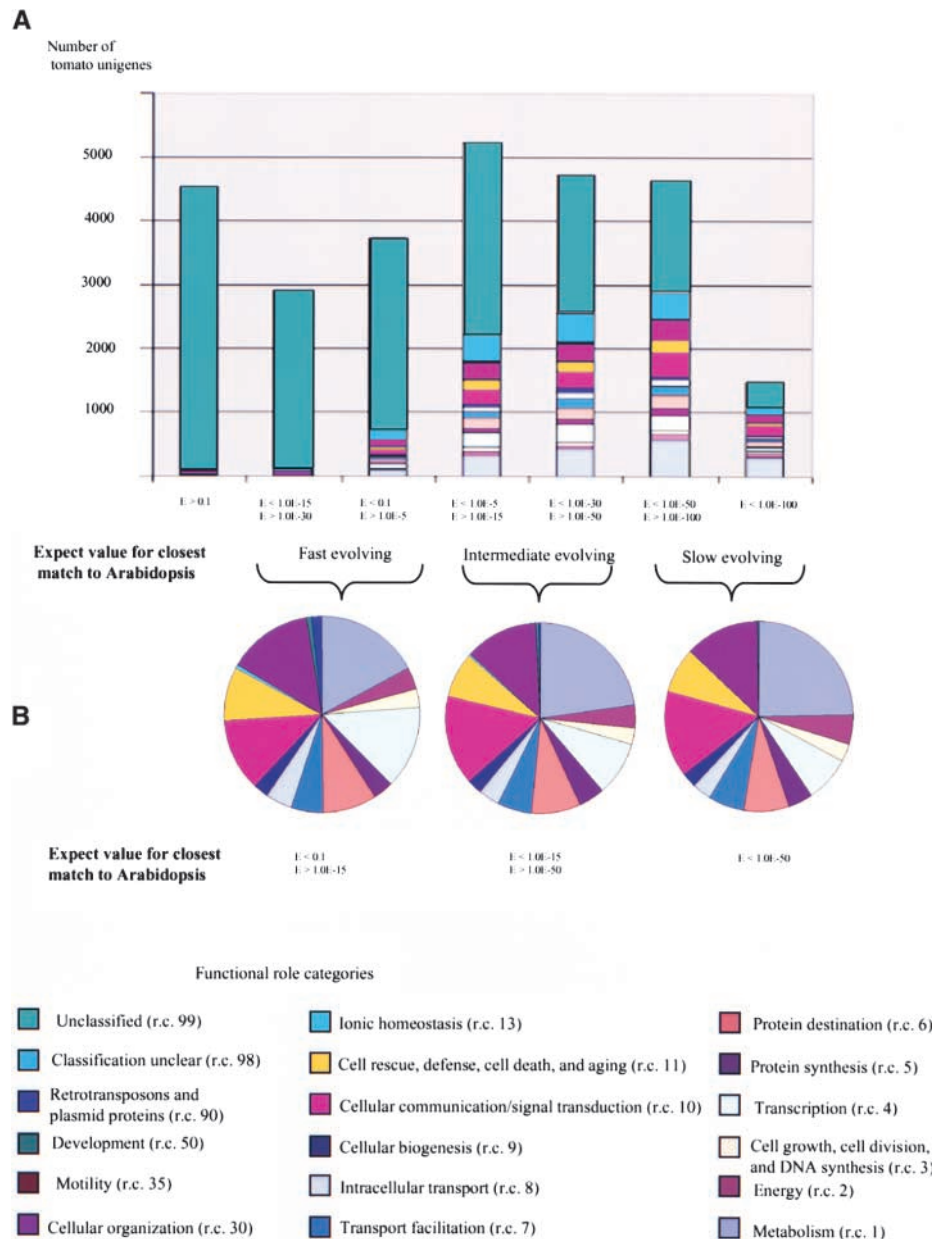 A
Number of
tomato unigenes
5000
4000
3000
2000
1000
E > 0.1
E < 1.0E-15
E > 1.0E-30
E < 0.1
E > 1.0E-5
E < 1.0E-5
E > 1.0E-15
E < 1.0E-30
E > 1.0E-50
E < 1.0E-50
E > 1.0E-100
E < 1.0E-100
Expect value for closest
match to Arabidopsis
Fast evolving
Intermediate evolving
Slow evolving
B
Expect value for closest
match to Arabidopsis
E < 0.1
E > 1.0E-15
E < 1.0E-15
E > 1.0E-50
E < 1.0E-50
Functional role categories
Unclassified (r.c. 99)
Classification unclear (r.c. 98)
Retrotransposons and
plasmid proteins (r.c. 90)
Development (r.c. 50)
Motility (r.c. 35)
Cellular organization (r.c. 30)
Ionic homeostasis (r.c. 13)
Cell rescue, defense, cell death, and aging (r.c. 11)
Cellular communication/signal transduction (r.c. 10)
Cellular biogenesis (r.c. 9)
Intracellular transport (r.c. 8)
Transport facilitation (r.c. 7)
Protein destination (r.c. 6)
Protein synthesis (r.c. 5)
Transcription (r.c. 4)
Cell growth, cell division,
and DNA synthesis (r.c. 3)
Energy (r.c. 2)
Metabolism (r.c. 1)